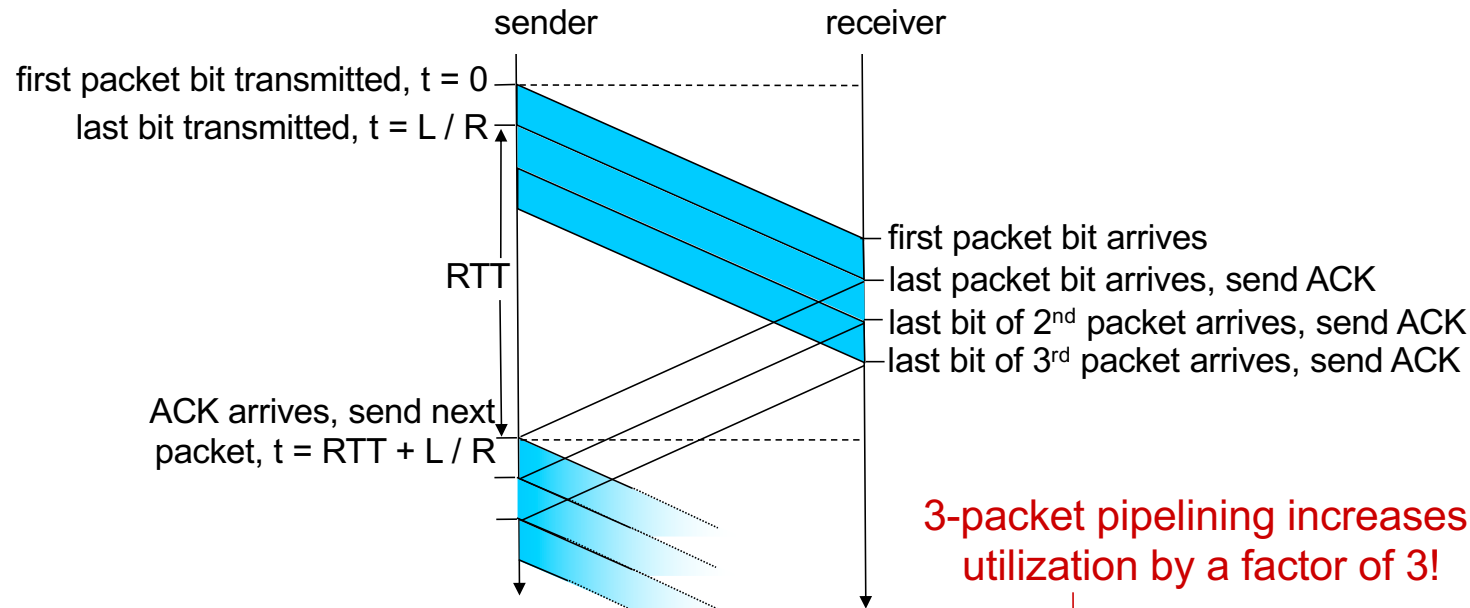 sender
receiver
first packet bit transmitted, t = 0
last bit transmitted, t = L / R
RTT
first packet bit arrives
last packet bit arrives, send ACK
last bit of 2nd packet arrives, send ACK
last bit of 3rd packet arrives, send ACK
ACK arrives, send next
packet, t = RTT + L / R
3-packet pipelining increases
utilization by a factor of 3!